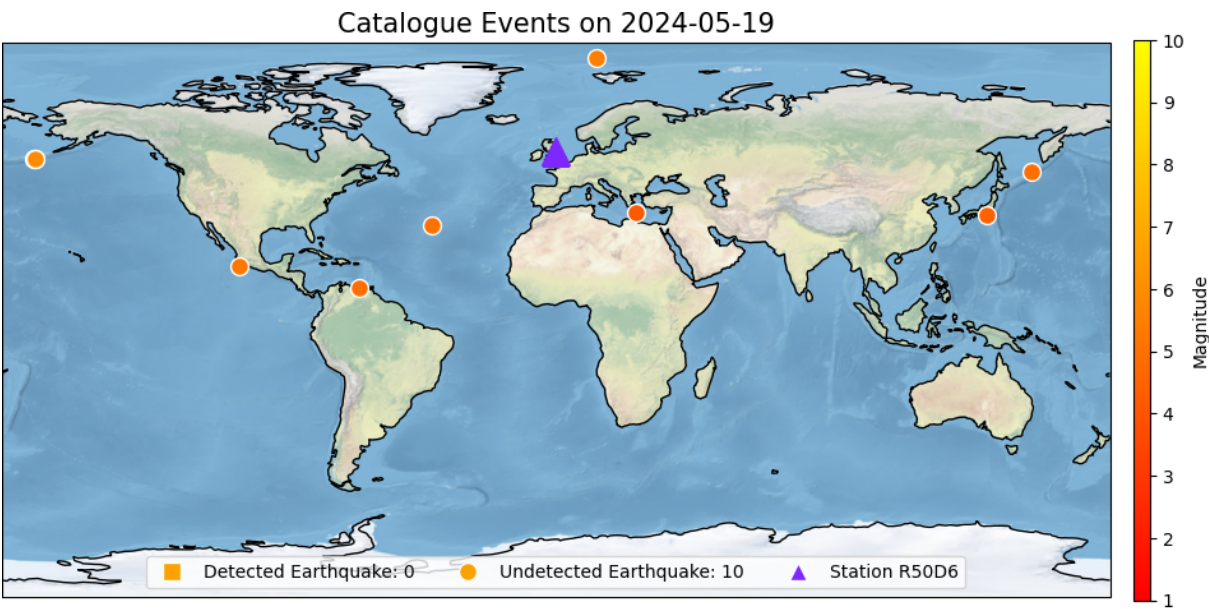 Catalogue Events on 2024-05-19
10
9
8
7
6
5
4
3
2
1
Magnitude
Detected Earthquake: 0
Undetected Earthquake: 10
Station R50D6